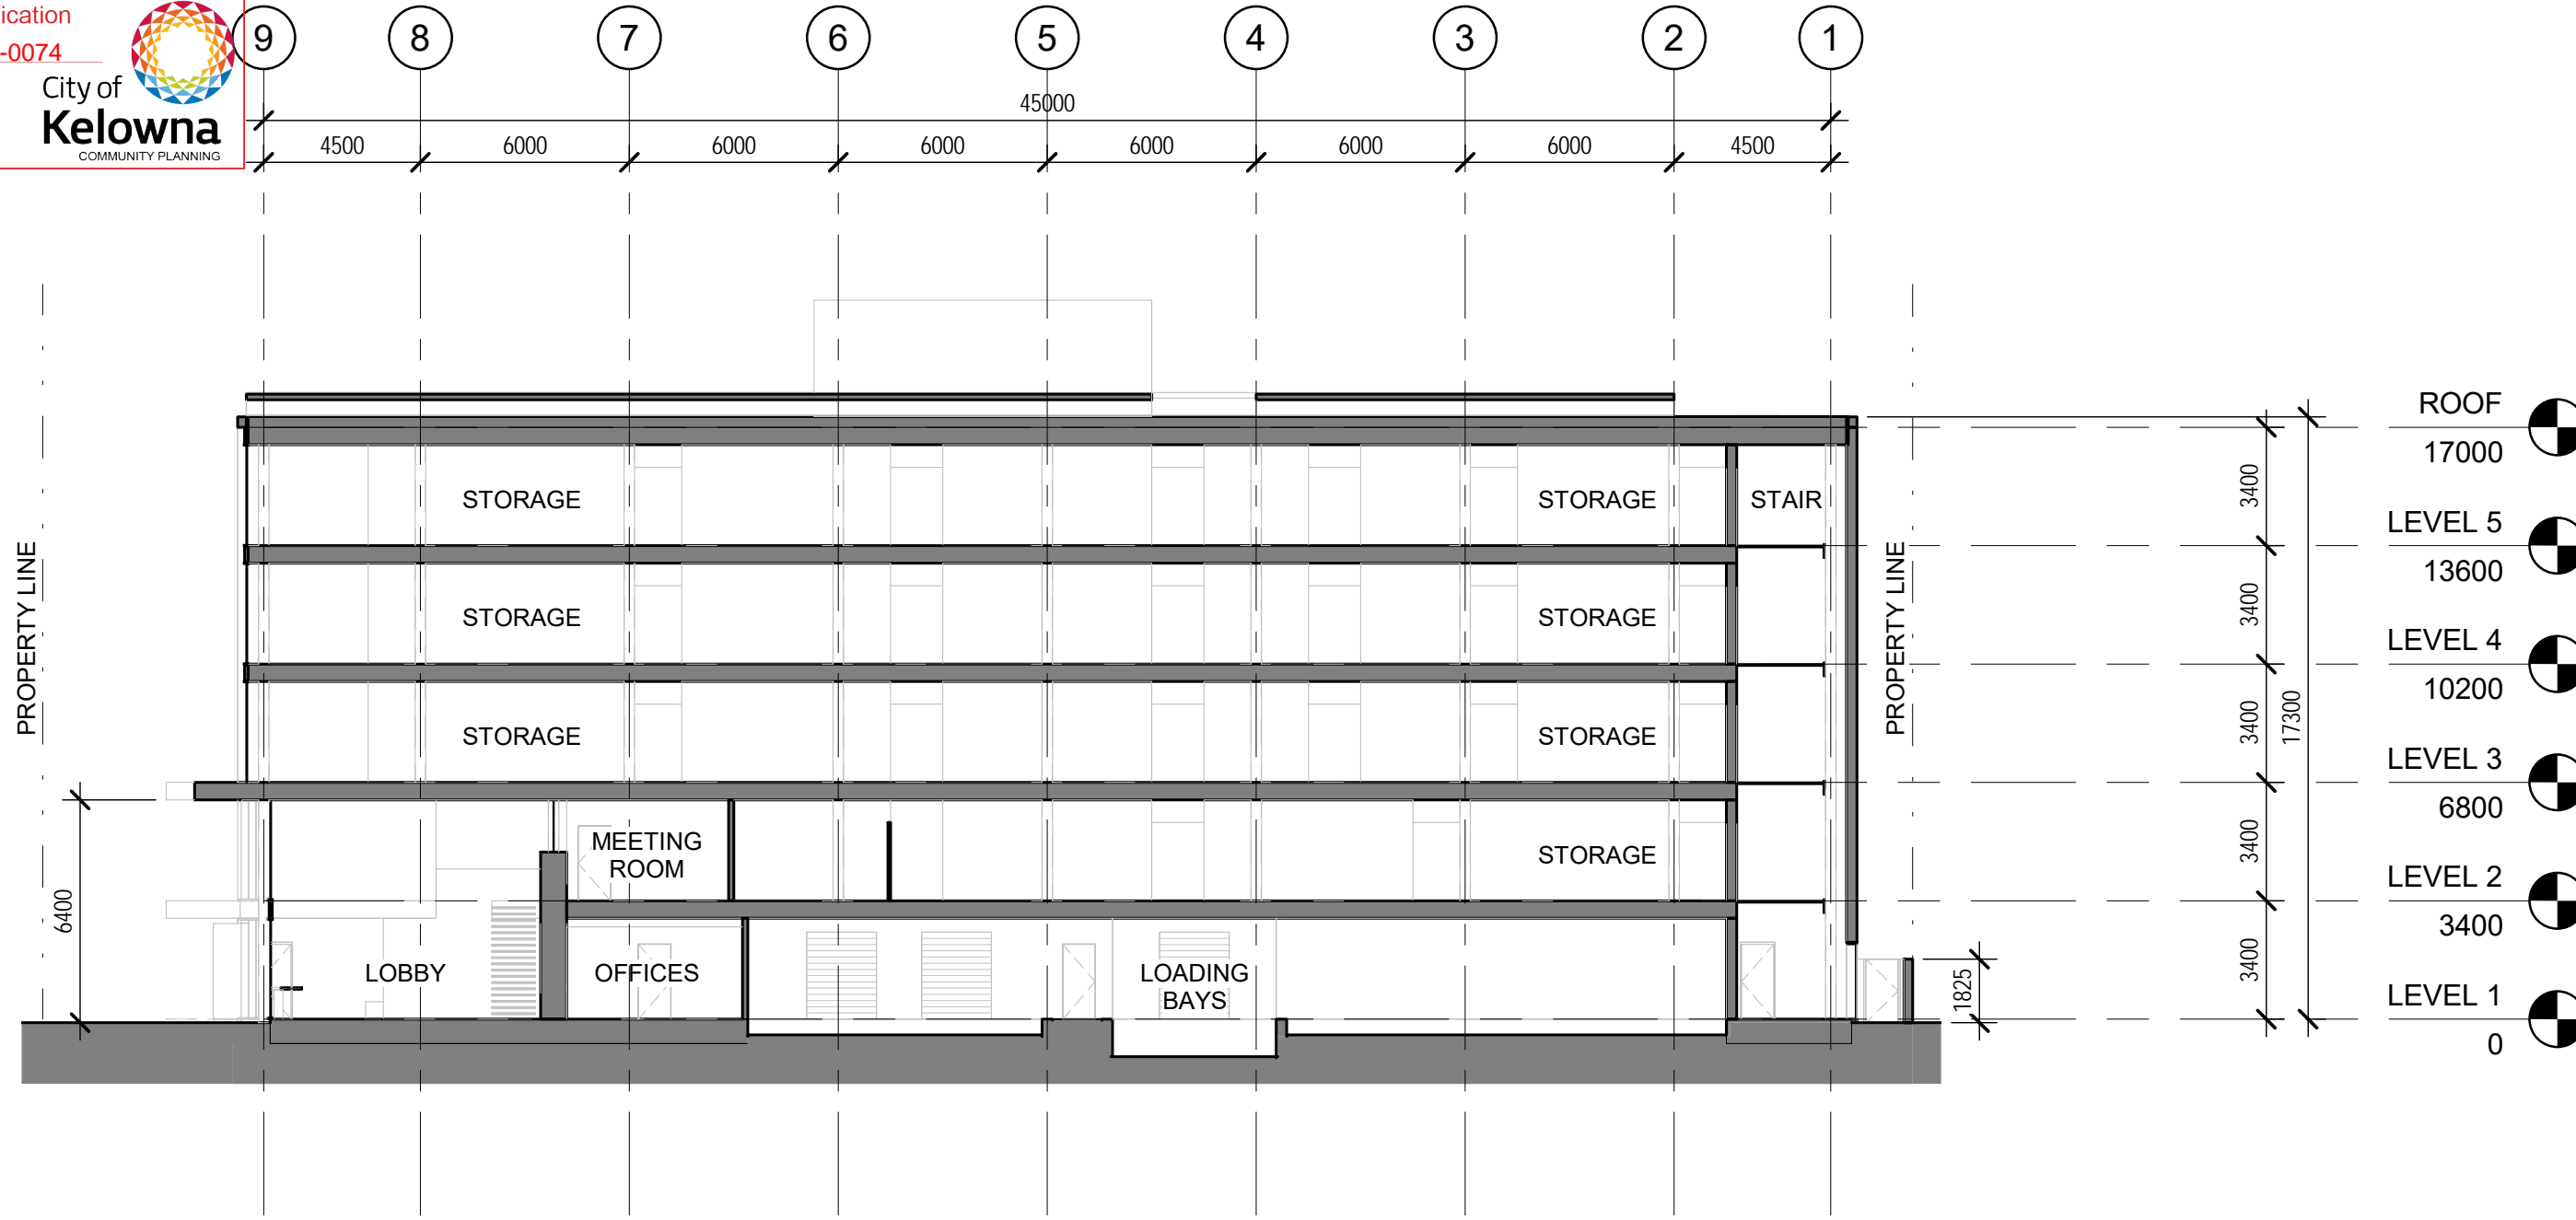 ication
-0074
City of
Kelowna
COMMUNITY PLANNING
9 8 7 6 5 4 3 2 1
45000
4500 6000 6000 6000 6000 6000 6000 4500
ROOF
17000
STORAGE STORAGE STAIR
3400
LEVEL 5
13600
PROPERTY LINE
PROPERTY LINE
STORAGE STORAGE
3400
LEVEL 4
10200
STORAGE STORAGE
3400
17300
LEVEL 3
6800
MEETING
ROOM
STORAGE
3400
LEVEL 2
3400
6400
LOBBY OFFICES
LOADING
BAYS
3400
1825
LEVEL 1
0